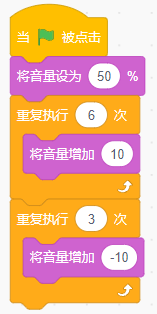 当 被点击
将音量设为 50 %
重复执行 6 次
将音量增加 10
重复执行 3 次
将音量增加 -10